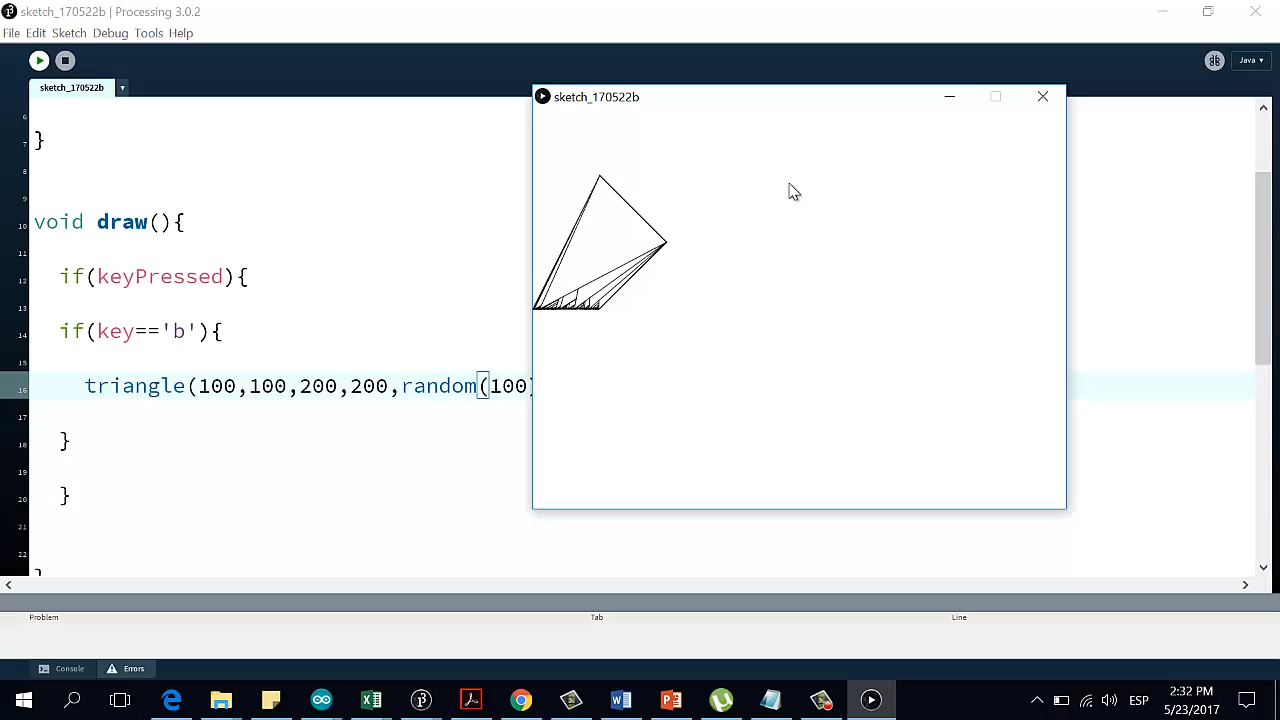 sketch_170522b | Processing 3.0.2
File Edit Sketch Debug Tools Help
Java
sketch_170522b
sketch_170522b
6
7 }
8
9
10 void draw(){
11
12 if(keyPressed){
13
14 if(key=='b'){
15
16 triangle(100,100,200,200,random(100)
17
18 }
19
20 }
21
22
}
Problem Tab Line
Console Errors
ESP
2:32 PM
5/23/2017